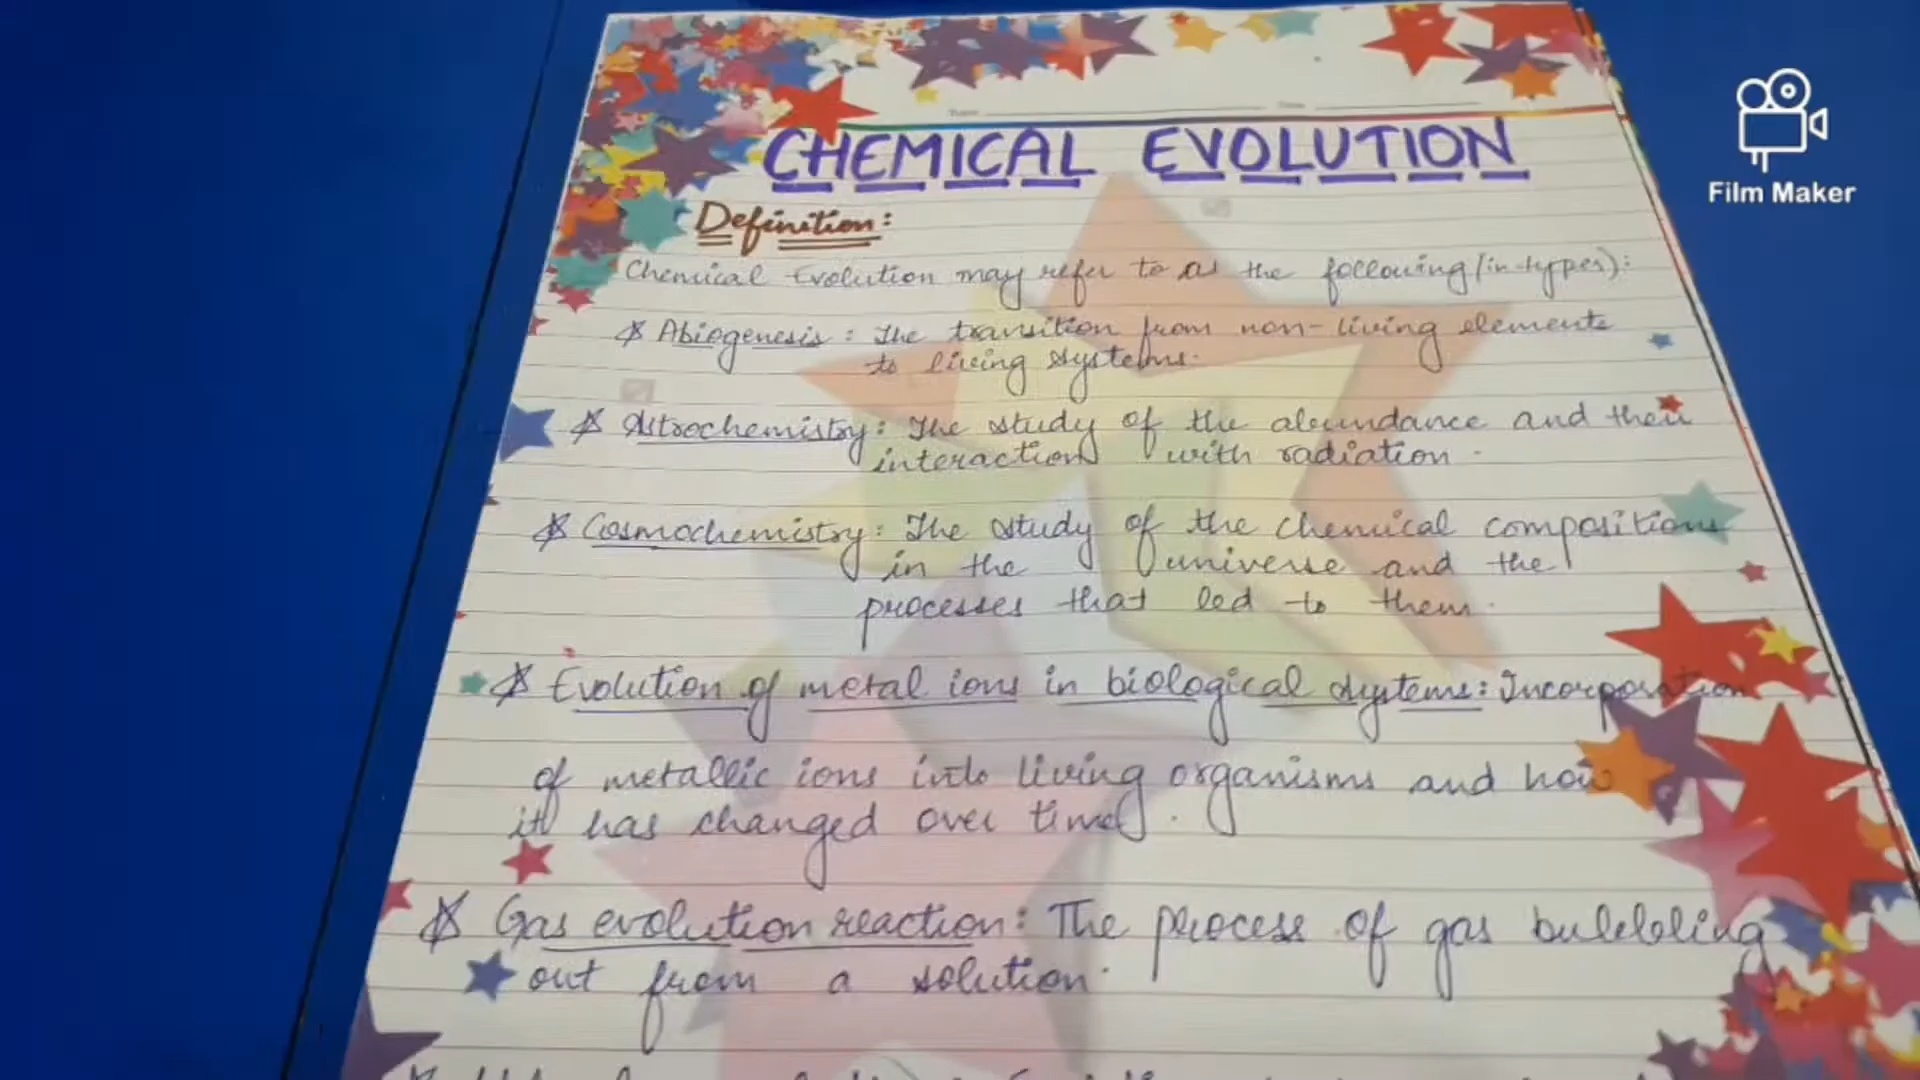 CHEMICAL EVOLUTION
Film Maker
Definition:
Chemical Evolution may refer to as the following (in types):
Abiogenesis: The transition from non-living elements
to living systems.
Astrochemistry: The study of the abundance and their
interaction with radiation.
Cosmochemistry: The study of the chemical compositions
in the universe and the
processes that led to them.
Evolution of metal ions in biological systems: Incorporation
of metallic ions into living organisms and how
it has changed over time.
Gas evolution reaction: The process of gas bubbling
out from a solution.